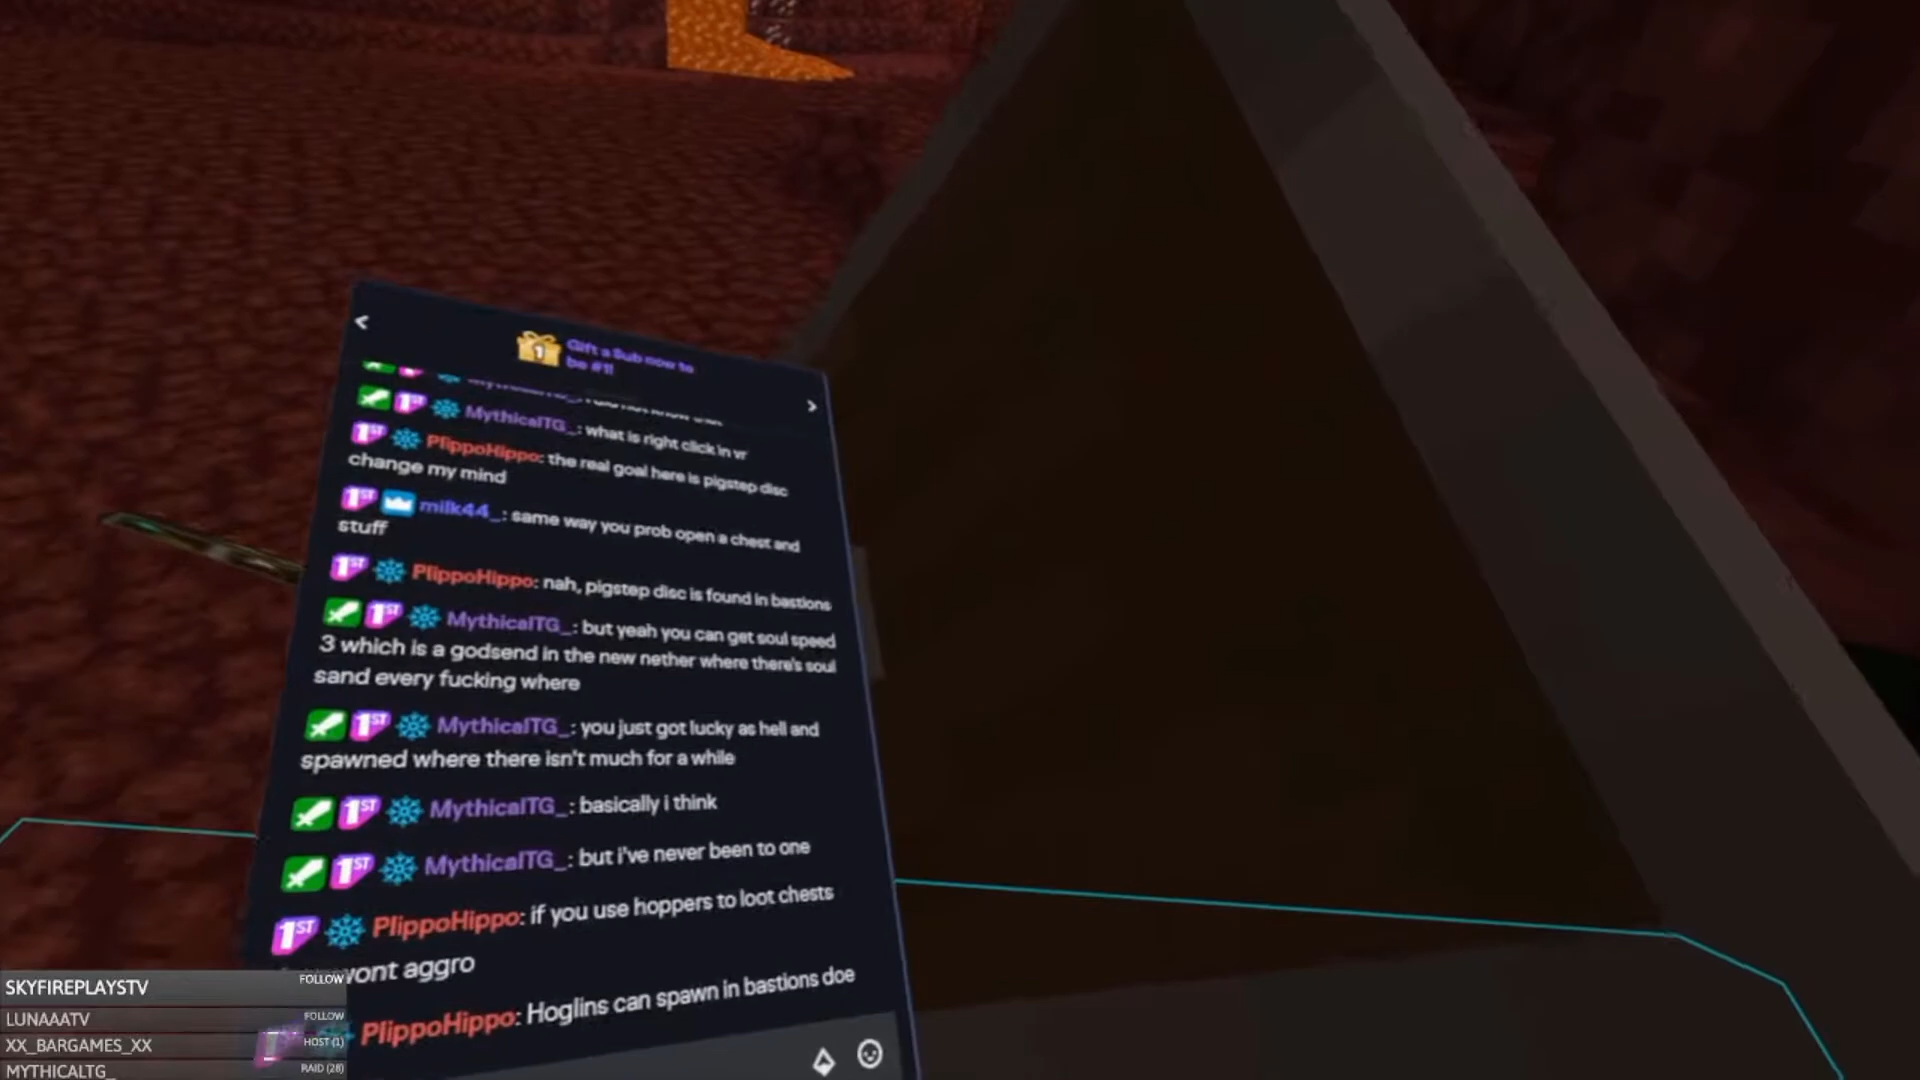 Gift a Sub now to
be #1!
MythicalTG_: what is right click in vr
PlippoHippo: the real goal here is pigstep disc
change my mind
milk44_: same way you prob open a chest and
stuff
PlippoHippo: nah, pigstep disc is found in bastions
MythicalTG_: but yeah you can get soul speed
3 which is a godsend in the new nether where there's soul
sand every fucking where
MythicalTG_: you just got lucky as hell and
spawned where there isn't much for a while
MythicalTG_: basically i think
MythicalTG_: but i've never been to one
PlippoHippo: if you use hoppers to loot chests
wont aggro
PlippoHippo: Hoglins can spawn in bastions doe
SKYFIREPLAYSTV FOLLOW
LUNAAATV FOLLOW
XX_BARGAMES_XX HOST (1)
MYTHICALTG_ RAID (28)